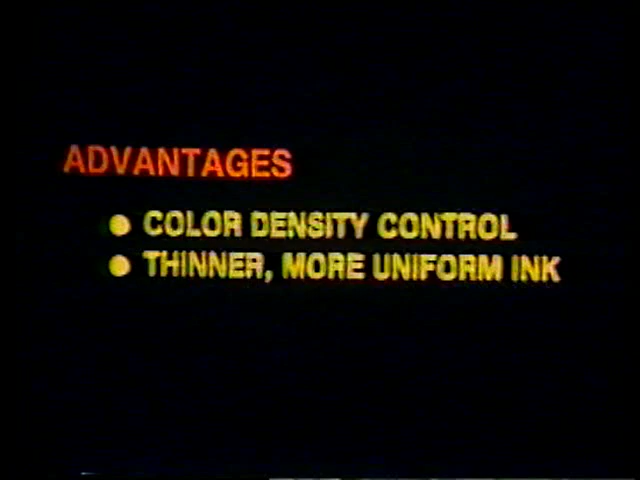 ADVANTAGES
● COLOR DENSITY CONTROL
● THINNER, MORE UNIFORM INK